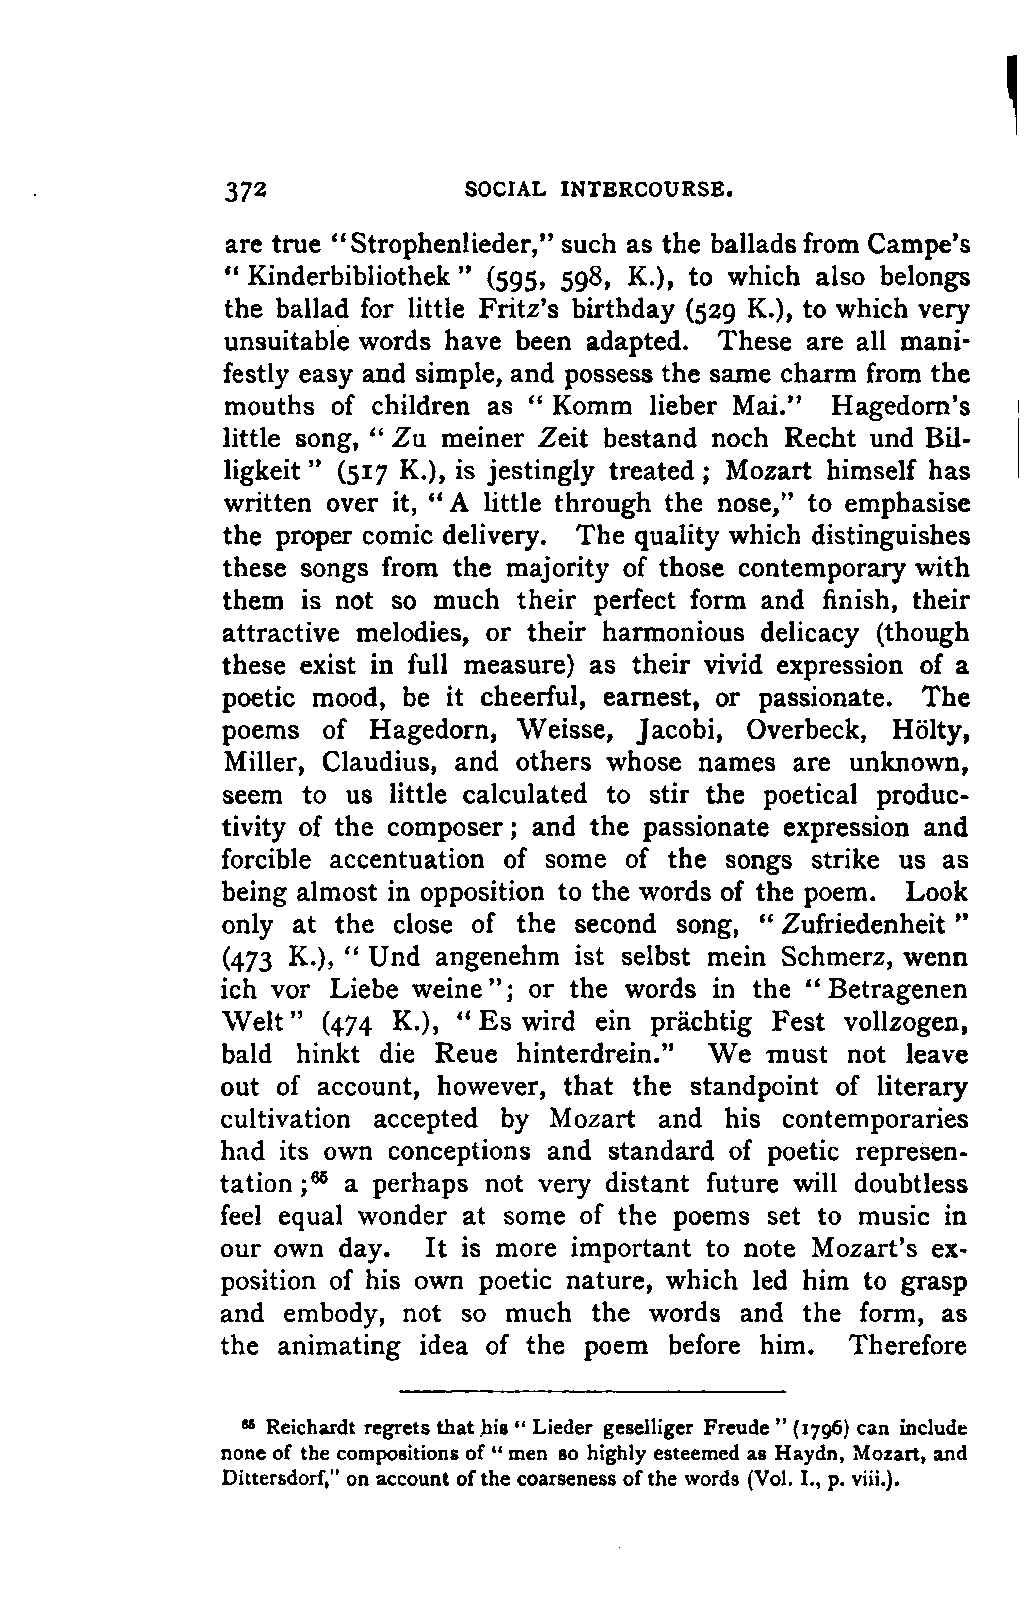 372 SOCIAL INTERCOURSE.
are true "Strophenlieder," such as the ballads from Campe's
" Kinderbibliothek " (595, 598, K.), to which also belongs
the ballad for little Fritz's birthday (529 K.), to which very
unsuitable words have been adapted. These are all mani-
festly easy and simple, and possess the same charm from the
mouths of children as " Komm lieber Mai." Hagedorn's
little song, " Zu meiner Zeit bestand noch Recht und Bil-
ligkeit " (517 K.), is jestingly treated ; Mozart himself has
written over it, " A little through the nose," to emphasise
the proper comic delivery. The quality which distinguishes
these songs from the majority of those contemporary with
them is not so much their perfect form and finish, their
attractive melodies, or their harmonious delicacy (though
these exist in full measure) as their vivid expression of a
poetic mood, be it cheerful, earnest, or passionate. The
poems of Hagedorn, Weisse, Jacobi, Overbeck, Hölty,
Miller, Claudius, and others whose names are unknown,
seem to us little calculated to stir the poetical produc-
tivity of the composer ; and the passionate expression and
forcible accentuation of some of the songs strike us as
being almost in opposition to the words of the poem. Look
only at the close of the second song, " Zufriedenheit "
(473 K.), " Und angenehm ist selbst mein Schmerz, wenn
ich vor Liebe weine "; or the words in the " Betragenen
Welt " (474 K.), " Es wird ein prächtig Fest vollzogen,
bald hinkt die Reue hinterdrein." We must not leave
out of account, however, that the standpoint of literary
cultivation accepted by Mozart and his contemporaries
had its own conceptions and standard of poetic represen-
tation ;⁶⁵ a perhaps not very distant future will doubtless
feel equal wonder at some of the poems set to music in
our own day. It is more important to note Mozart's ex-
position of his own poetic nature, which led him to grasp
and embody, not so much the words and the form, as
the animating idea of the poem before him. Therefore
⁶⁵ Reichardt regrets that his " Lieder geselliger Freude " (1796) can include
none of the compositions of " men so highly esteemed as Haydn, Mozart, and
Dittersdorf," on account of the coarseness of the words (Vol. I., p. viii.).